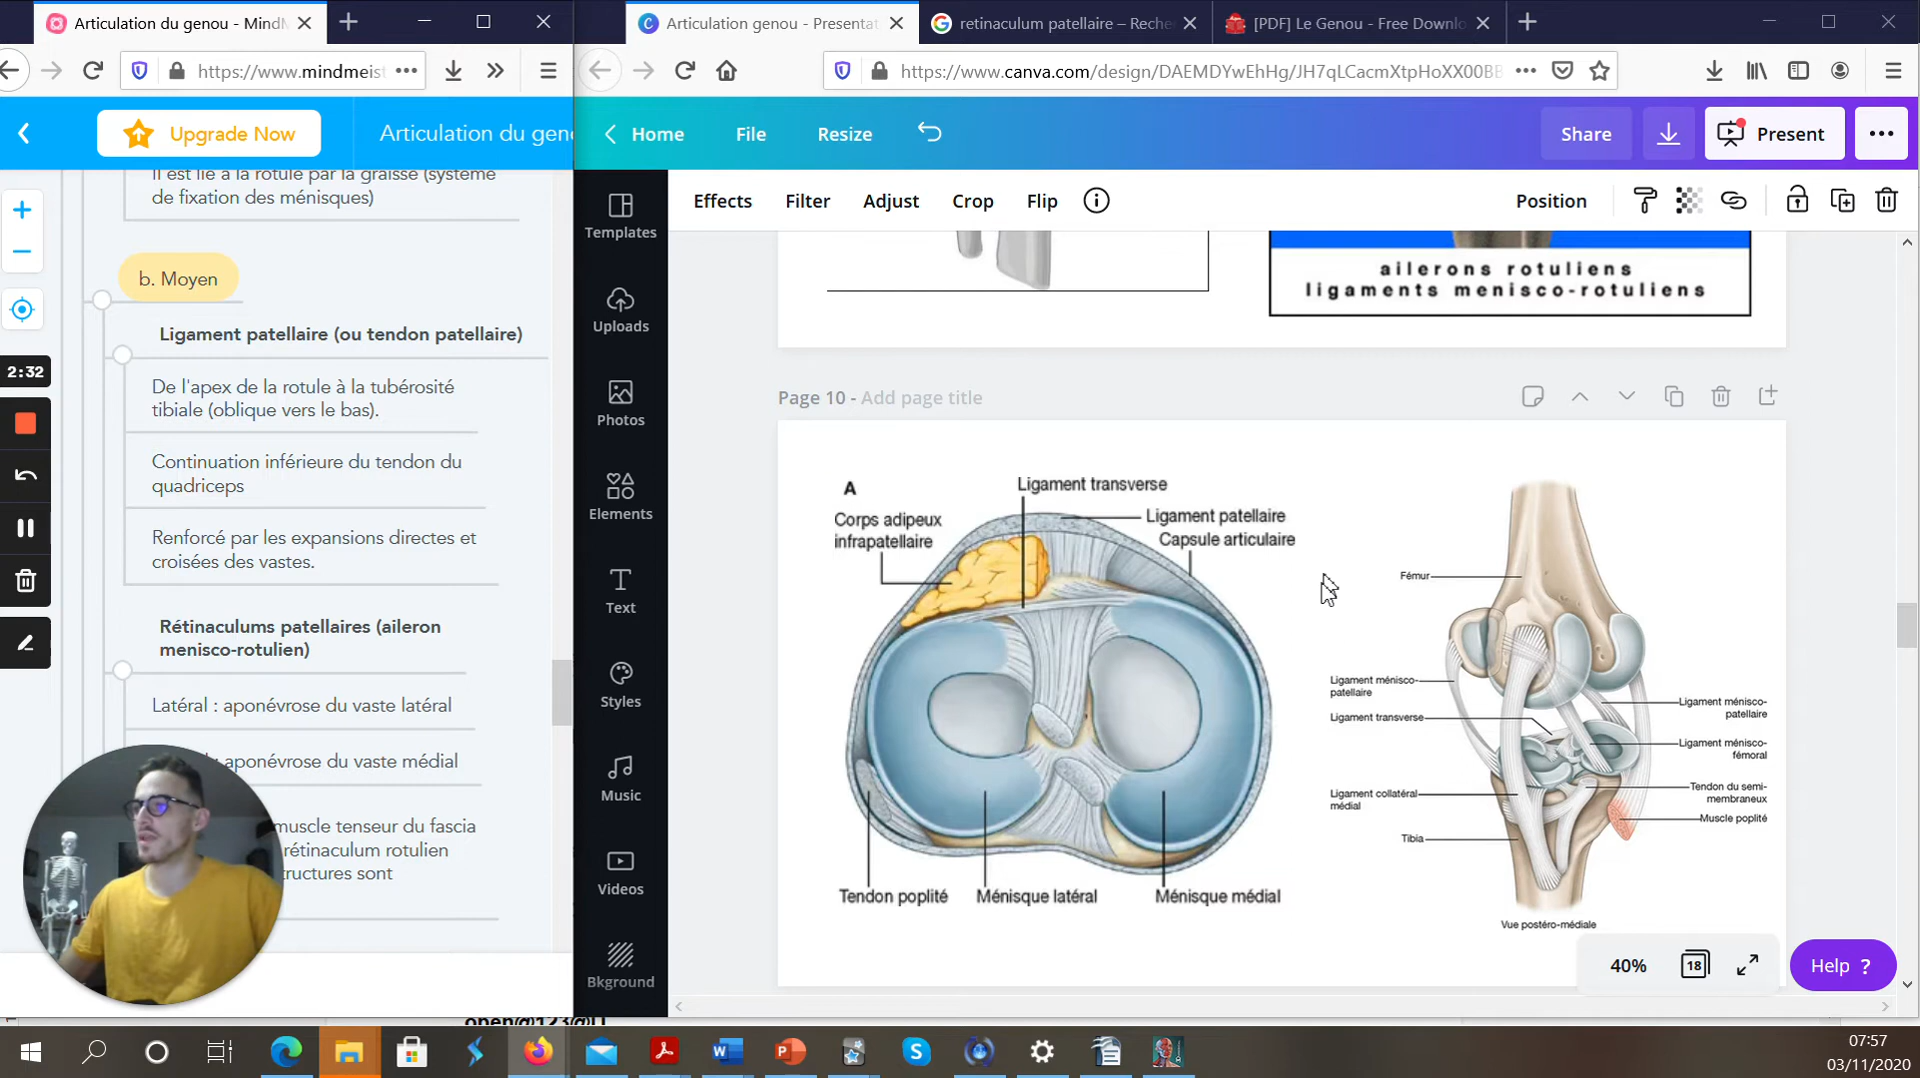 Articulation du genou - MindM
Articulation genou - Presentat
retinaculum patellaire – Reche
[PDF] Le Genou - Free Downlo
https://www.mindmeist
https://www.canva.com/design/DAEMDYwEhHg/JH7qLCacmXtpHoXX00BB
Upgrade Now
Articulation du gen
Home
File
Resize
Share
Present
Effects
Filter
Adjust
Crop
Flip
Position
Il est lié à la rotule par la graisse (système
de fixation des ménisques)
b. Moyen
Ligament patellaire (ou tendon patellaire)
De l'apex de la rotule à la tubérosité
tibiale (oblique vers le bas).
Continuation inférieure du tendon du
quadriceps
Renforcé par les expansions directes et
croisées des vastes.
Rétinaculums patellaires (aileron
menisco-rotulien)
Latéral : aponévrose du vaste latéral
: aponévrose du vaste médial
muscle tenseur du fascia
rétinaculum rotulien
structures sont
2:32
Templates
Uploads
Photos
Elements
Text
Styles
Music
Videos
Bkground
ailerons rotuliens
ligaments menisco-rotuliens
Page 10 - Add page title
A
Ligament transverse
Corps adipeux
infrapatellaire
Ligament patellaire
Capsule articulaire
Tendon poplité
Ménisque latéral
Ménisque médial
Fémur
Ligament ménisco-
patellaire
Ligament transverse
Ligament collatéral
médial
Tibia
Ligament ménisco-
patellaire
Ligament ménisco-
fémoral
Tendon du semi-
membraneux
Muscle poplité
Vue postéro-médiale
40%
18
Help ?
open@123@
07:57
03/11/2020